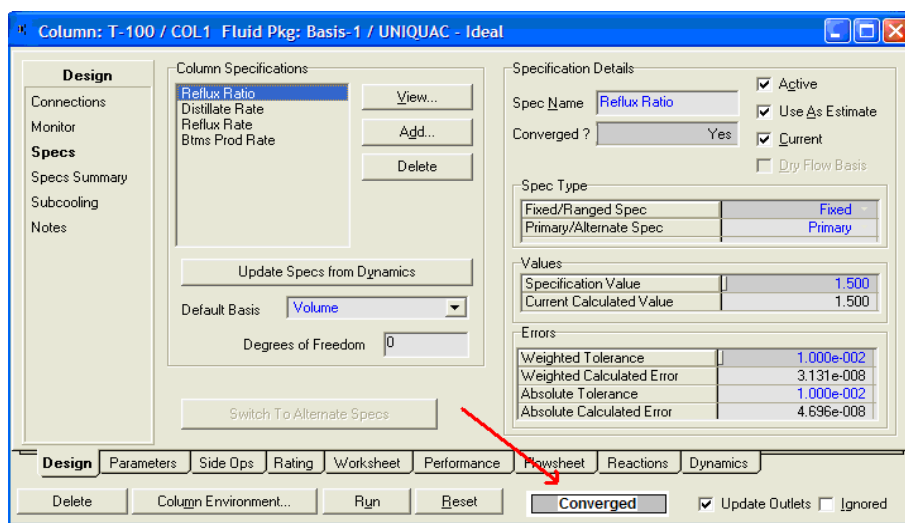 Column: T-100 / COL1 Fluid Pkg: Basis-1 / UNIQUAC - Ideal
Design
Connections
Monitor
Specs
Specs Summary
Subcooling
Notes
Column Specifications
Reflux Ratio
Distillate Rate
Reflux Rate
Btms Prod Rate
View...
Add...
Delete
Update Specs from Dynamics
Default Basis Volume
Degrees of Freedom 0
Switch To Alternate Specs
Specification Details
Spec Name Reflux Ratio
Converged ? Yes
Active
Use As Estimate
Current
Dry Flow Basis
Spec Type
Fixed/Ranged Spec Fixed
Primary/Alternate Spec Primary
Values
Specification Value 1.500
Current Calculated Value 1.500
Errors
Weighted Tolerance 1.000e-002
Weighted Calculated Error 3.131e-008
Absolute Tolerance 1.000e-002
Absolute Calculated Error 4.696e-008
Design Parameters Side Ops Rating Worksheet Performance Flowsheet Reactions Dynamics
Delete Column Environment... Run Reset Converged Update Outlets Ignored